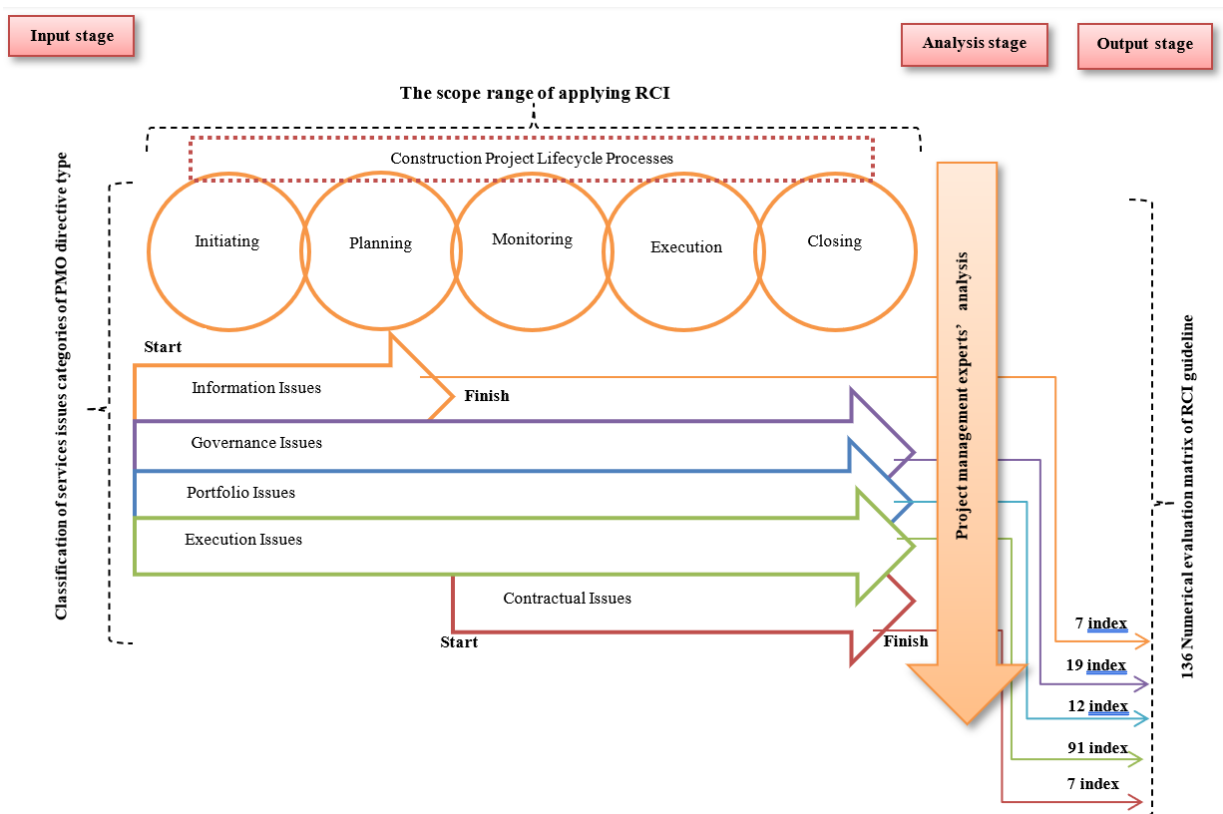 Input stage
Analysis stage
Output stage
The scope range of applying RCI
Construction Project Lifecycle Processes
Initiating
Planning
Monitoring
Execution
Closing
Classification of services issues categories of PMO directive type
Start
Information Issues
Finish
Governance Issues
Portfolio Issues
Execution Issues
Contractual Issues
Start
Finish
Project management experts' analysis
7 index
19 index
12 index
91 index
7 index
136 Numerical evaluation matrix of RCI guideline